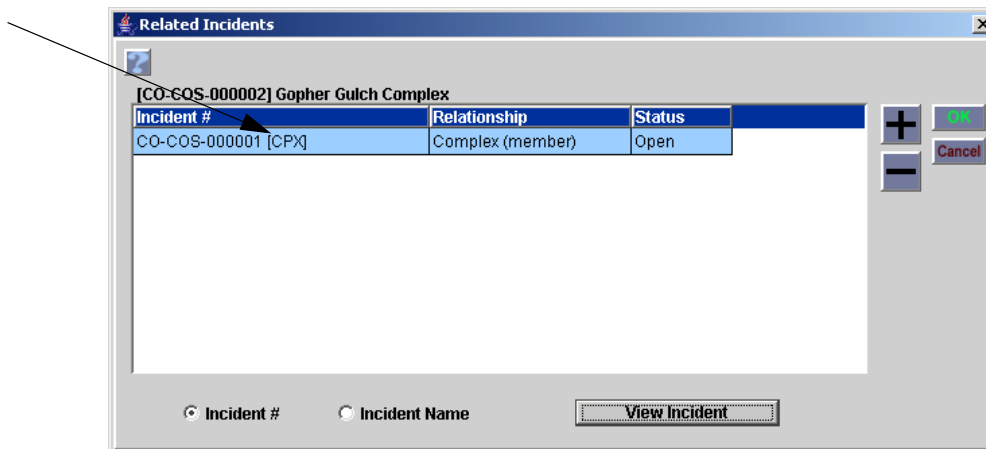 Related Incidents
[CO-COS-000002] Gopher Gulch Complex
Incident # Relationship Status
CO-COS-000001 [CPX] Complex (member) Open
OK
Cancel
Incident # Incident Name View Incident